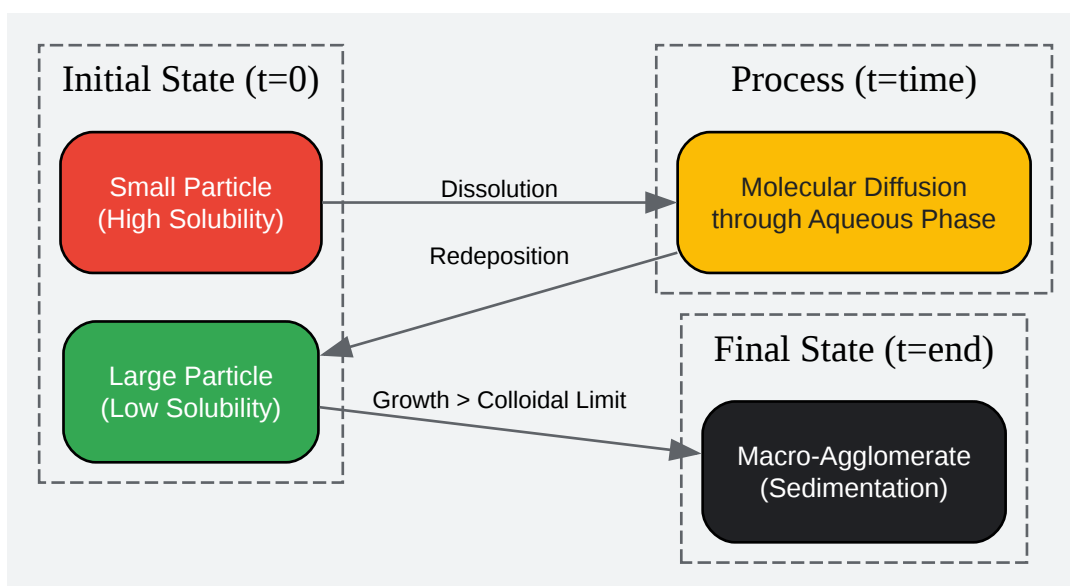 Initial State (t=0)
Small Particle
(High Solubility)
Large Particle
(Low Solubility)
Dissolution
Redeposition
Growth > Colloidal Limit
Process (t=time)
Molecular Diffusion
through Aqueous Phase
Final State (t=end)
Macro-Agglomerate
(Sedimentation)